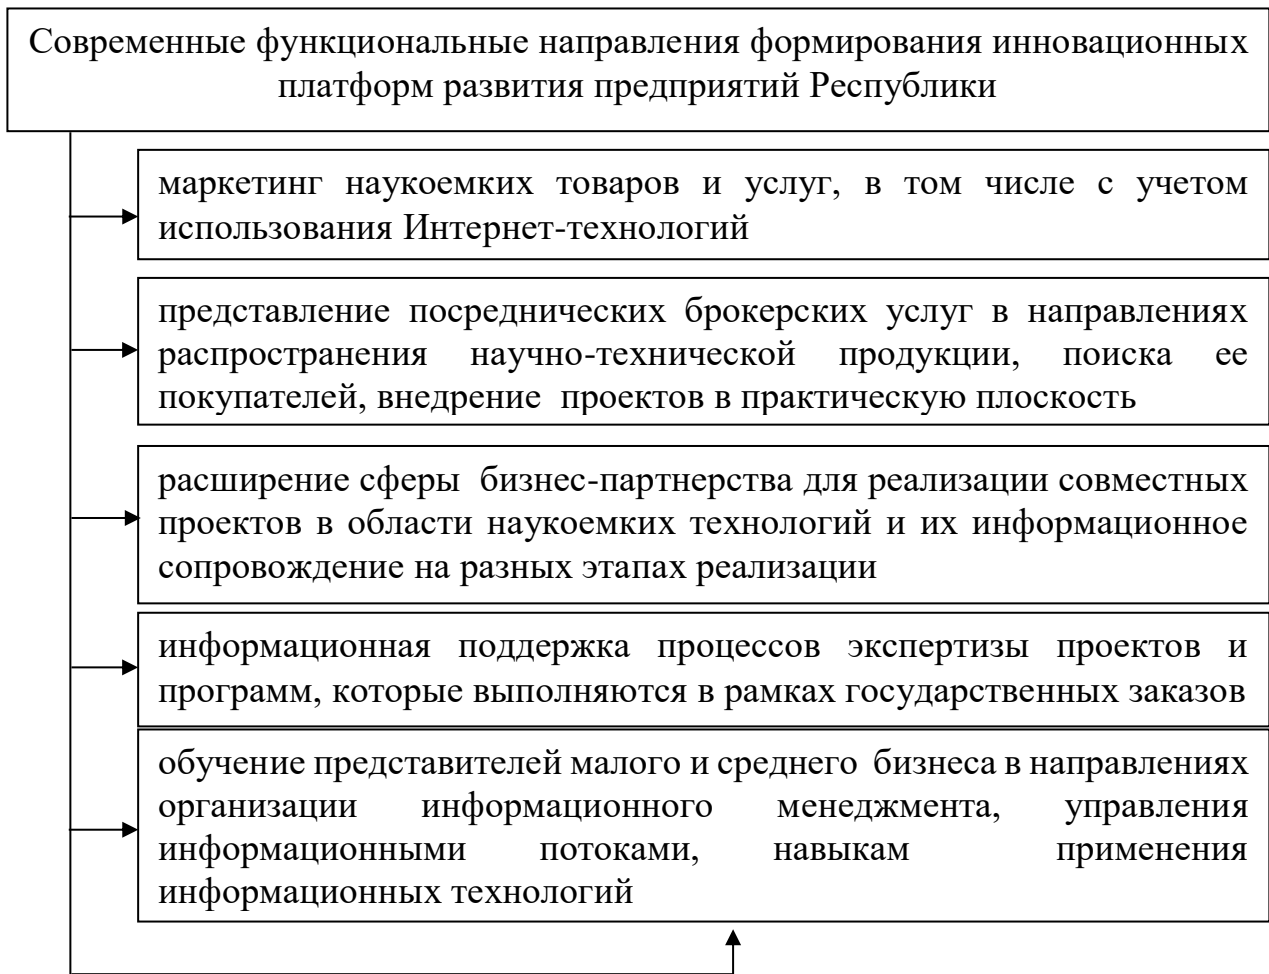 Современные функциональные направления формирования инновационных
платформ развития предприятий Республики
маркетинг наукоемких товаров и услуг, в том числе с учетом
использования Интернет-технологий
представление посреднических брокерских услуг в направлениях
распространения научно-технической продукции, поиска ее
покупателей, внедрение проектов в практическую плоскость
расширение сферы бизнес-партнерства для реализации совместных
проектов в области наукоемких технологий и их информационное
сопровождение на разных этапах реализации
информационная поддержка процессов экспертизы проектов и
программ, которые выполняются в рамках государственных заказов
обучение представителей малого и среднего бизнеса в направлениях
организации информационного менеджмента, управления
информационными потоками, навыкам применения
информационных технологий